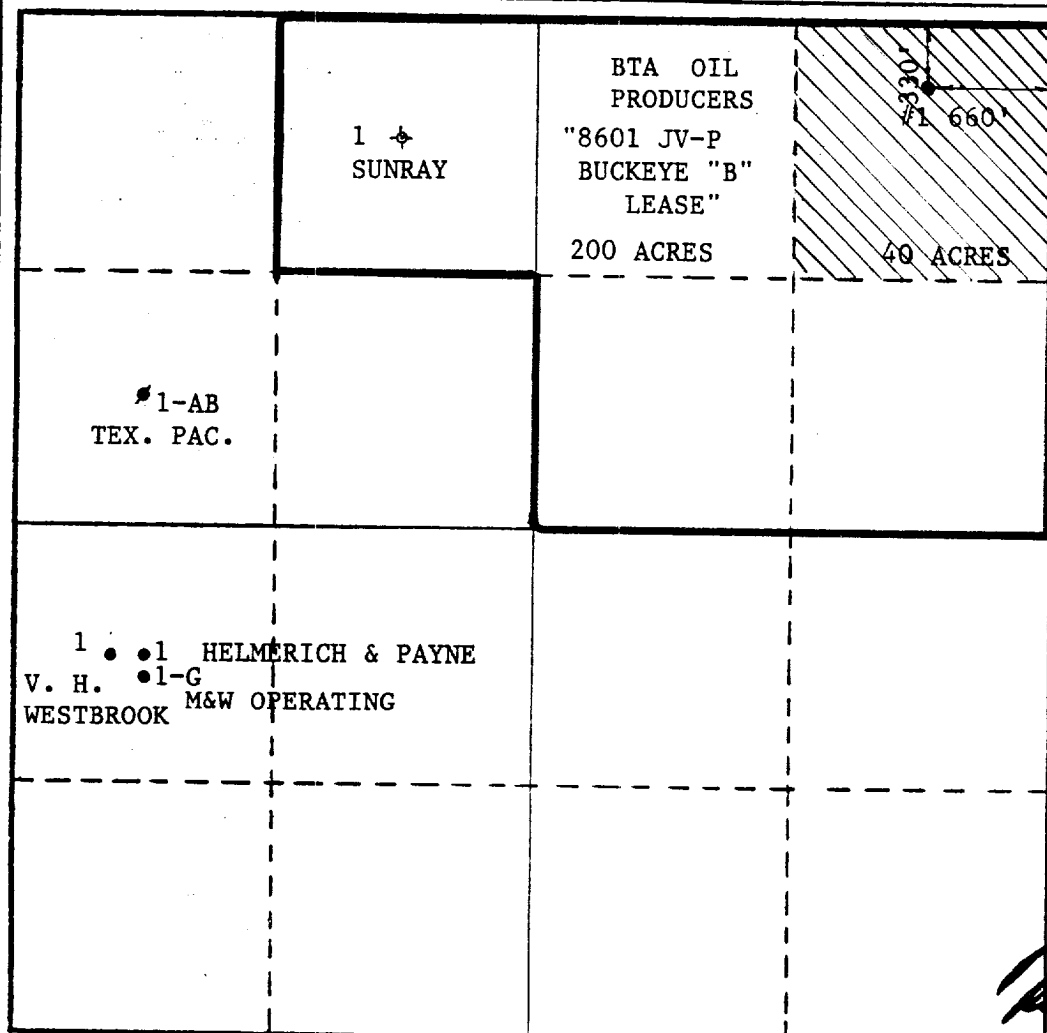 BTA OIL
PRODUCERS
"8601 JV-P
BUCKEYE "B"
LEASE"
200 ACRES
330'
#1 660'
40 ACRES
1
SUNRAY
1-AB
TEX. PAC.
1
1 HELMERICH & PAYNE
1-G
V. H.
WESTBROOK
M&W OPERATING